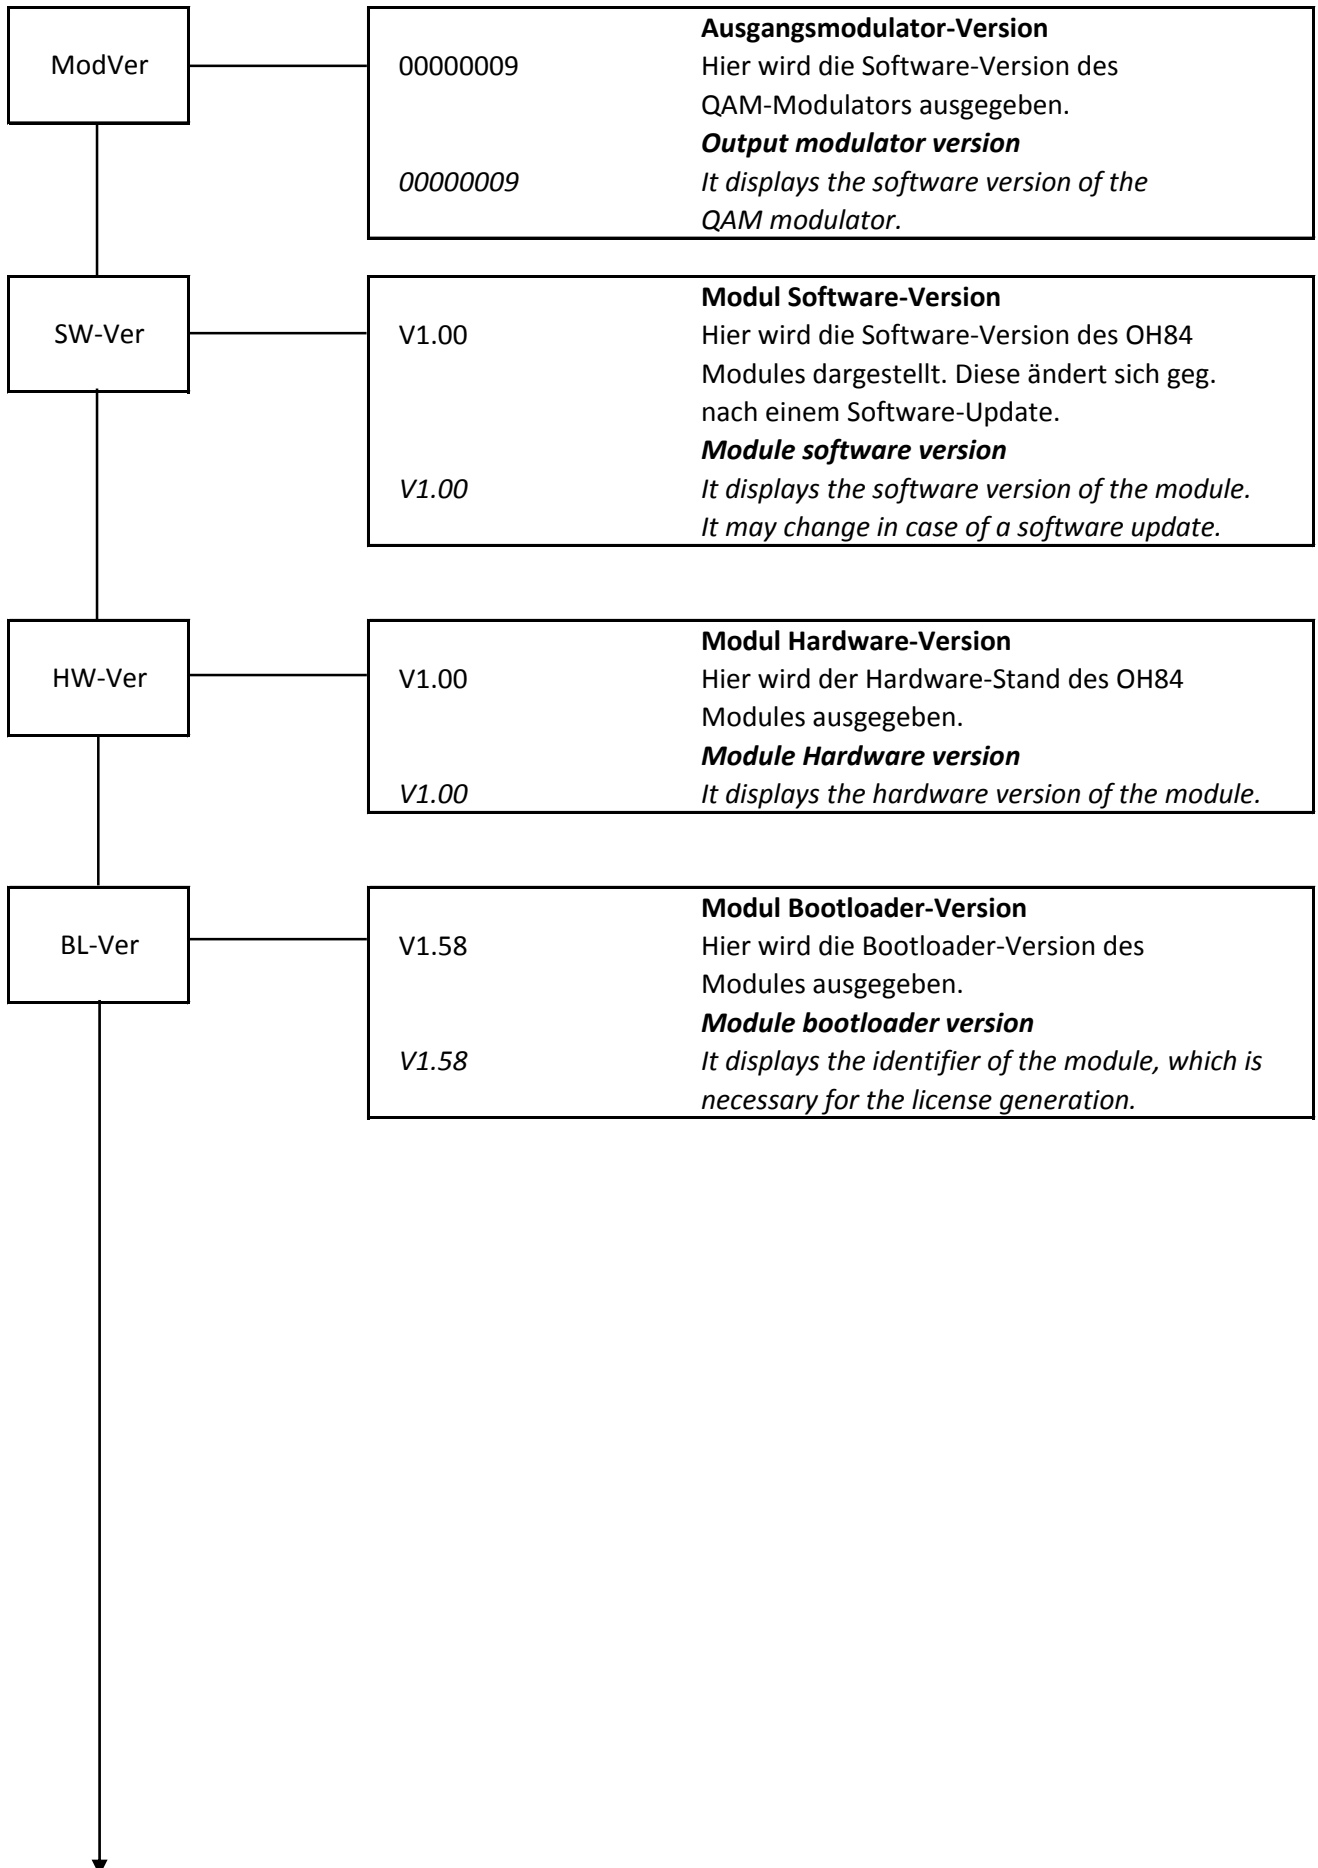 Ausgangsmodulator-Version
ModVer 00000009 Hier wird die Software-Version des
QAM-Modulators ausgegeben.
Output modulator version
00000009 It displays the software version of the
QAM modulator.
Modul Software-Version
SW-Ver V1.00 Hier wird die Software-Version des OH84
Modules dargestellt. Diese ändert sich geg.
nach einem Software-Update.
Module software version
V1.00 It displays the software version of the module.
It may change in case of a software update.
Modul Hardware-Version
HW-Ver V1.00 Hier wird der Hardware-Stand des OH84
Modules ausgegeben.
Module Hardware version
V1.00 It displays the hardware version of the module.
Modul Bootloader-Version
BL-Ver V1.58 Hier wird die Bootloader-Version des
Modules ausgegeben.
Module bootloader version
V1.58 It displays the identifier of the module, which is
necessary for the license generation.